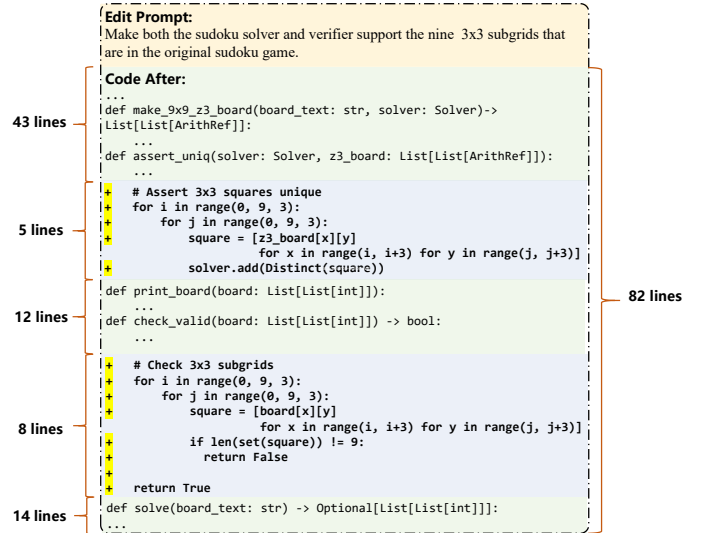 Edit Prompt:
Make both the sudoku solver and verifier support the nine 3x3 subgrids that
are in the original sudoku game.
Code After:
...
def make_9x9_z3_board(board_text: str, solver: Solver)->
List[List[ArithRef]]:
...
def assert_uniq(solver: Solver, z3_board: List[List[ArithRef]]):
...
+ # Assert 3x3 squares unique
+ for i in range(0, 9, 3):
+ for j in range(0, 9, 3):
+ square = [z3_board[x][y]
for x in range(i, i+3) for y in range(j, j+3)]
+ solver.add(Distinct(square))
def print_board(board: List[List[int]]):
...
def check_valid(board: List[List[int]]) -> bool:
...
+ # Check 3x3 subgrids
+ for i in range(0, 9, 3):
+ for j in range(0, 9, 3):
+ square = [board[x][y]
for x in range(i, i+3) for y in range(j, j+3)]
+ if len(set(square)) != 9:
+ return False
+
+ return True
def solve(board_text: str) -> Optional[List[List[int]]]:
...
43 lines
5 lines
12 lines
8 lines
14 lines
82 lines